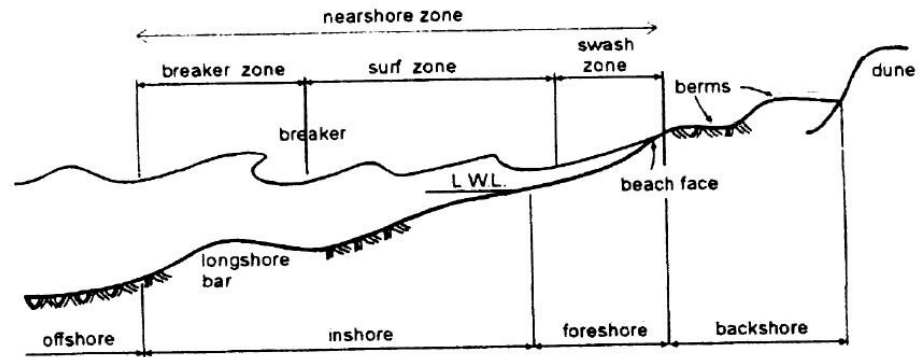 nearshore zone
swash
zone
breaker zone
surf zone
dune
berms
breaker
L.W.L.
beach face
longshore
bar
offshore
inshore
foreshore
backshore